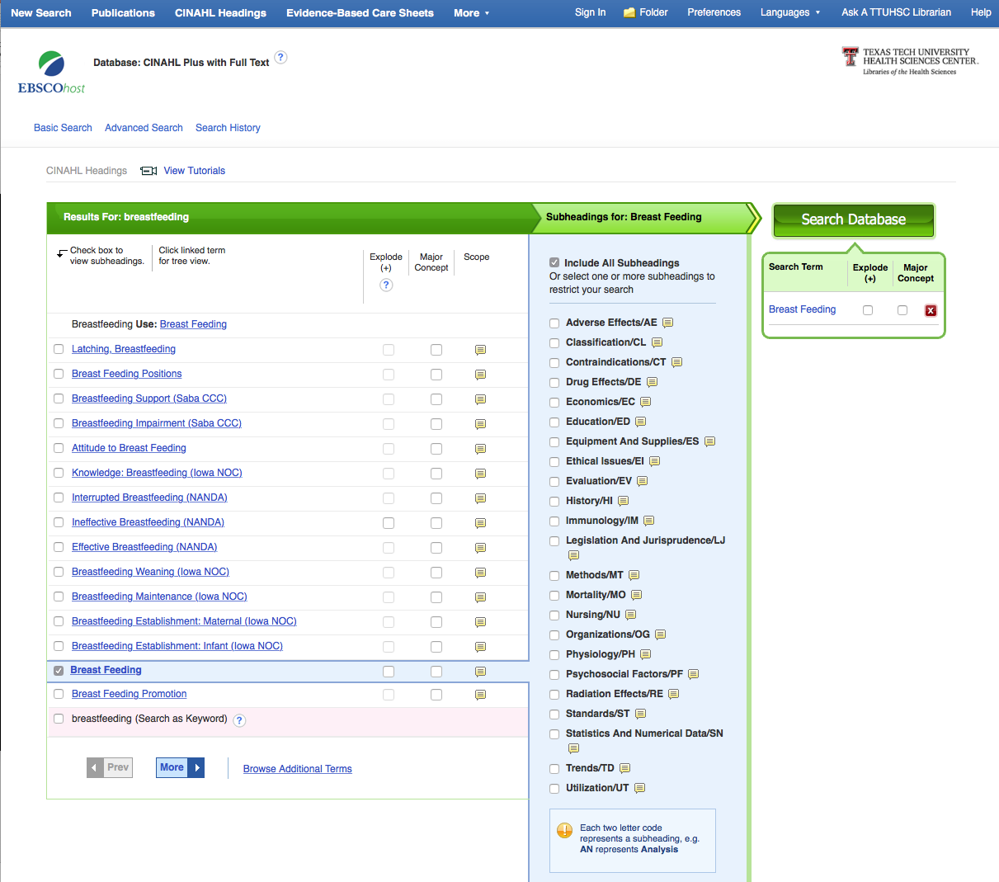 New Search Publications CINAHL Headings Evidence-Based Care Sheets More Sign In Folder Preferences Languages Ask A TTUHSC Librarian Help
Database: CINAHL Plus with Full Text ?
EBSCOhost
TEXAS TECH UNIVERSITY
HEALTH SCIENCES CENTER.
Libraries of the Health Sciences
Basic Search Advanced Search Search History
CINAHL Headings View Tutorials
Results For: breastfeeding
Check box to
view subheadings.
Click linked term
for tree view.
Explode
(+)
?
Major
Concept
Scope
Breastfeeding Use: Breast Feeding
Latching, Breastfeeding
Breast Feeding Positions
Breastfeeding Support (Saba CCC)
Breastfeeding Impairment (Saba CCC)
Attitude to Breast Feeding
Knowledge: Breastfeeding (Iowa NOC)
Interrupted Breastfeeding (NANDA)
Ineffective Breastfeeding (NANDA)
Effective Breastfeeding (NANDA)
Breastfeeding Weaning (Iowa NOC)
Breastfeeding Maintenance (Iowa NOC)
Breastfeeding Establishment: Maternal (Iowa NOC)
Breastfeeding Establishment: Infant (Iowa NOC)
Breast Feeding
Breast Feeding Promotion
breastfeeding (Search as Keyword) ?
Prev More Browse Additional Terms
Subheadings for: Breast Feeding
Include All Subheadings
Or select one or more subheadings to
restrict your search
Adverse Effects/AE
Classification/CL
Contraindications/CT
Drug Effects/DE
Economics/EC
Education/ED
Equipment And Supplies/ES
Ethical Issues/EI
Evaluation/EV
History/HI
Immunology/IM
Legislation And Jurisprudence/LJ
Methods/MT
Mortality/MO
Nursing/NU
Organizations/OG
Physiology/PH
Psychosocial Factors/PF
Radiation Effects/RE
Standards/ST
Statistics And Numerical Data/SN
Trends/TD
Utilization/UT
Each two letter code
represents a subheading, e.g.
AN represents Analysis
Search Database
Search Term
Explode
(+)
Major
Concept
Breast Feeding x